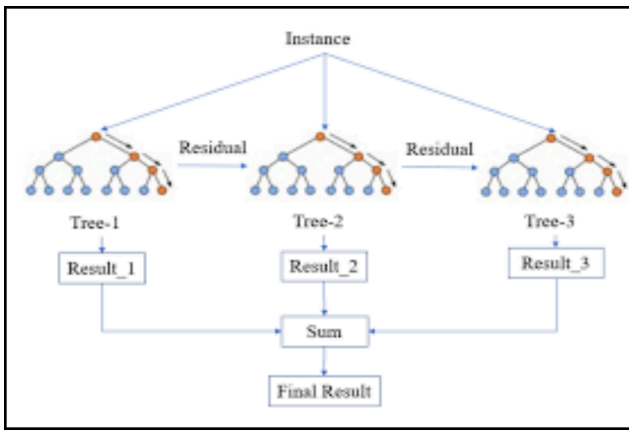 Instance
Residual
Residual
Tree-1
Tree-2
Tree-3
Result_1
Result_2
Result_3
Sum
Final Result